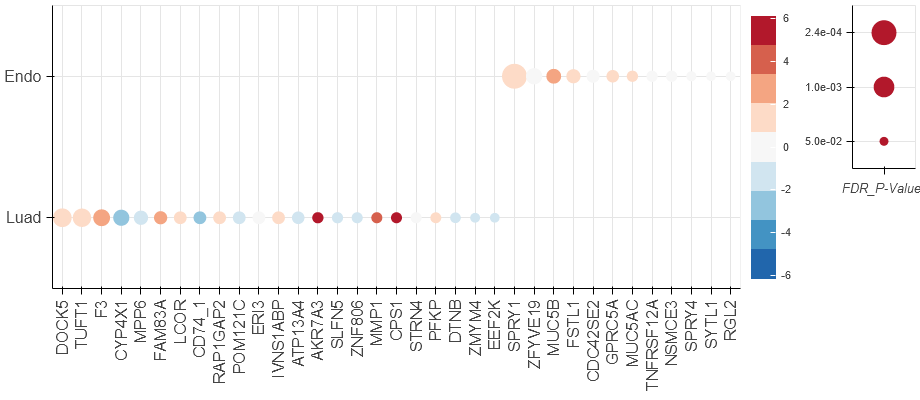 Endo
Luad
DOCK5
TUFT1
F3
CYP4X1
MPP6
FAM83A
LCOR
CD74_1
RAP1GAP2
POM121C
ERI3
IVNS1ABP
ATP13A4
AKR7A3
SLFN5
ZNF806
MMP1
CPS1
STRN4
PFKP
DTNB
ZMYM4
EEF2K
SPRY1
ZFYVE19
MUC5B
FSTL1
CDC42SE2
GPRC5A
MUC5AC
TNFRSF12A
NSMCE3
SPRY4
SYTL1
RGL2
6
4
2
0
-2
-4
-6
2.4e-04
1.0e-03
5.0e-02
FDR_P-Value